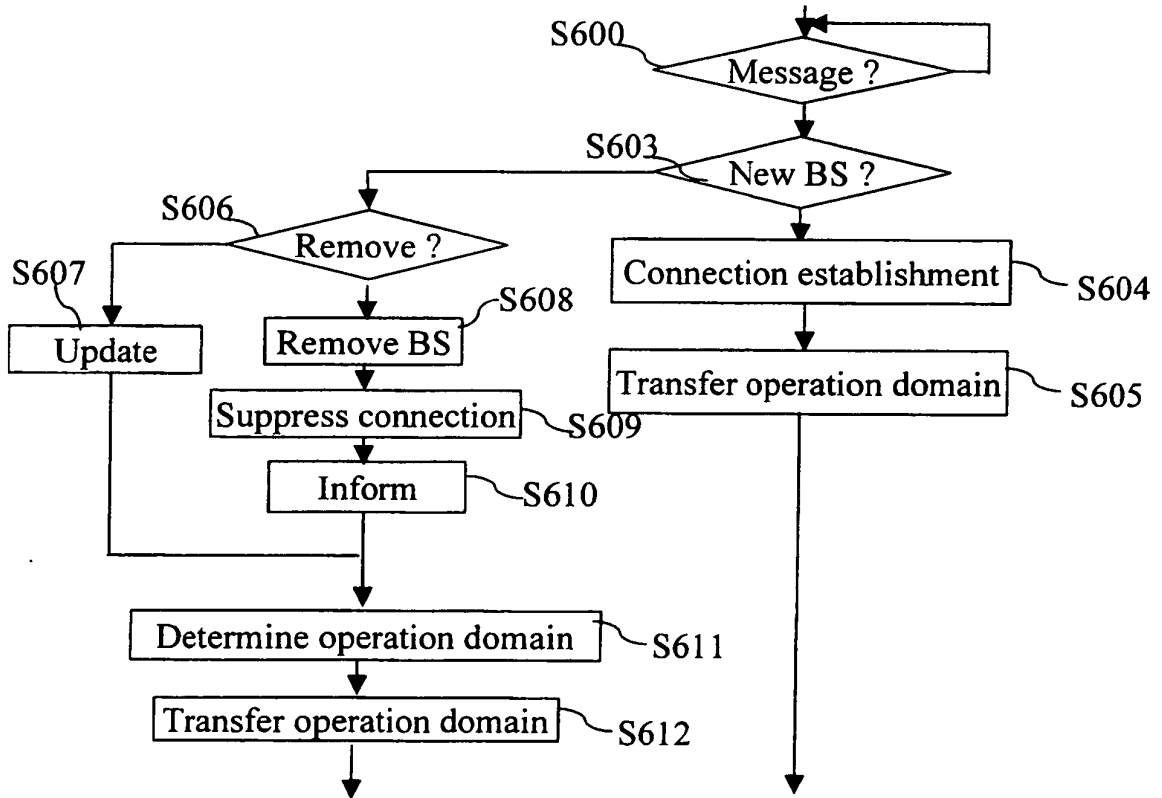 S600
Message ?
S603
New BS ?
S606
Remove ?
S607
Update
S608
Remove BS
Connection establishment
S604
Suppress connection
S609
Transfer operation domain
S605
Inform
S610
Determine operation domain
S611
Transfer operation domain
S612